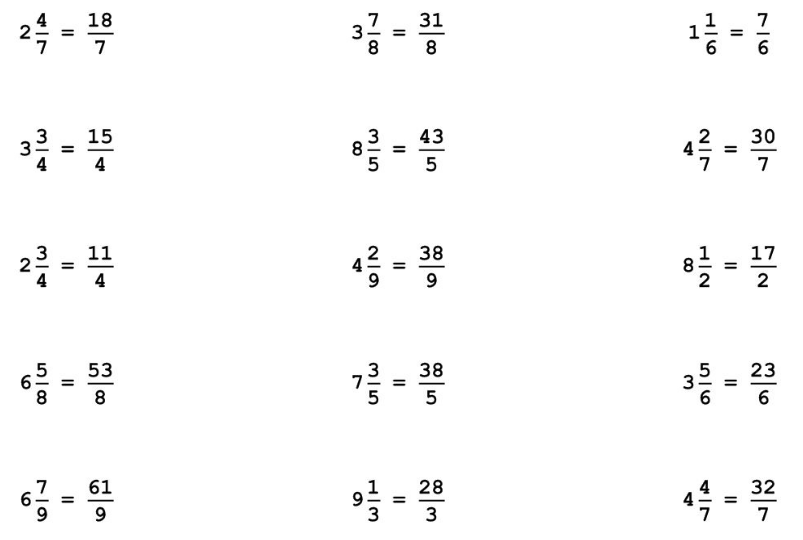 2 4/7 = 18/7    3 7/8 = 31/8    1 1/6 = 7/6
3 3/4 = 15/4    8 3/5 = 43/5    4 2/7 = 30/7
2 3/4 = 11/4    4 2/9 = 38/9    8 1/2 = 17/2
6 5/8 = 53/8    7 3/5 = 38/5    3 5/6 = 23/6
6 7/9 = 61/9    9 1/3 = 28/3    4 4/7 = 32/7